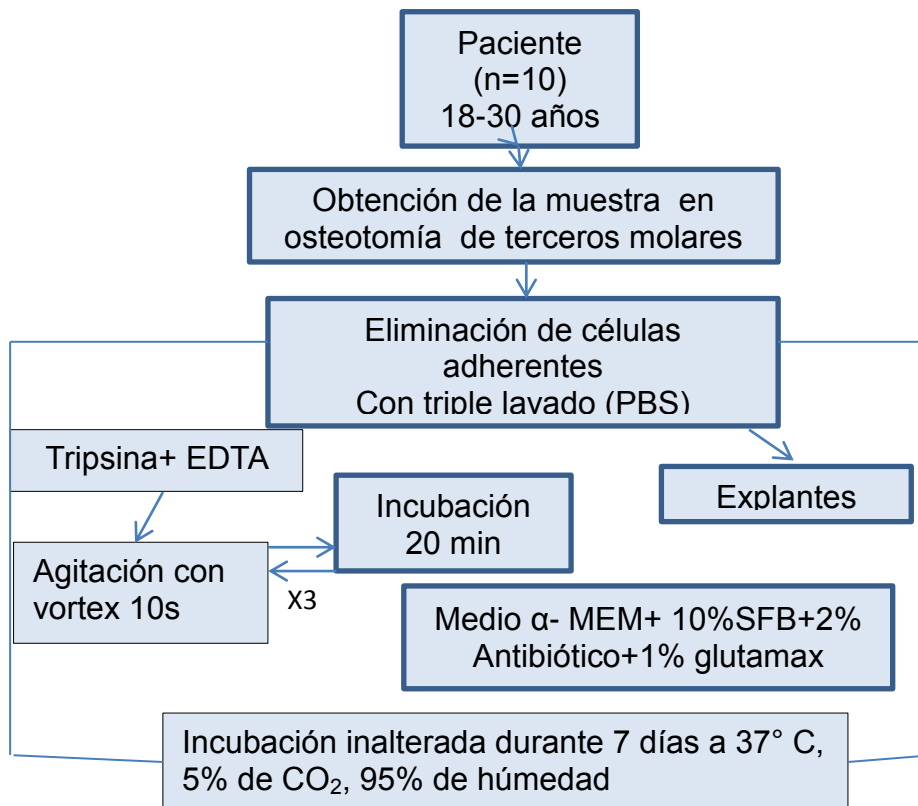 Paciente
(n=10)
18-30 años
Obtención de la muestra en
osteotomía de terceros molares
Eliminación de células
adherentes
Con triple lavado (PBS)
Tripsina+ EDTA
Explantes
Incubación
20 min
Agitación con
vortex 10s
X3
Medio α- MEM+ 10%SFB+2%
Antibiótico+1% glutamax
Incubación inalterada durante 7 días a 37° C,
5% de CO₂, 95% de húmedad